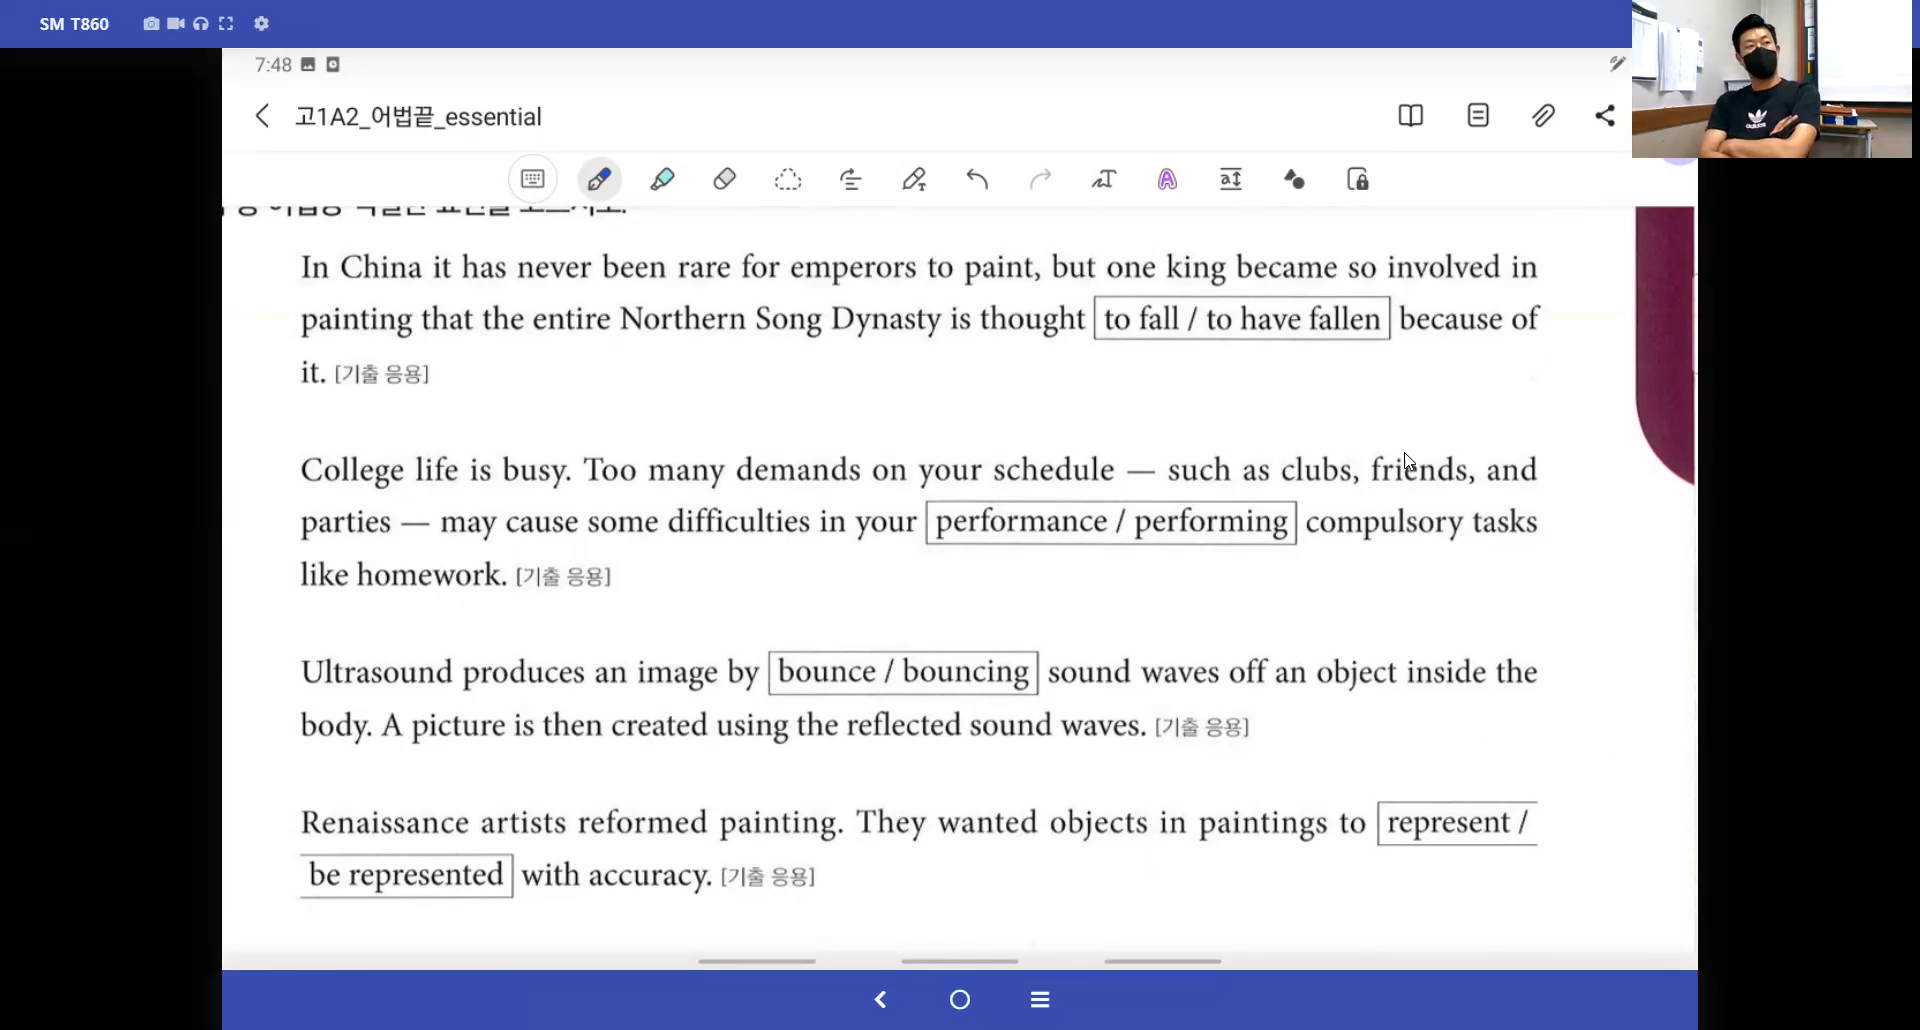 SM T860
7:48
고1A2_어법끝_essential
In China it has never been rare for emperors to paint, but one king became so involved in
painting that the entire Northern Song Dynasty is thought to fall / to have fallen because of
it. [기출 응용]
College life is busy. Too many demands on your schedule — such as clubs, friends, and
parties — may cause some difficulties in your performance / performing compulsory tasks
like homework. [기출 응용]
Ultrasound produces an image by bounce / bouncing sound waves off an object inside the
body. A picture is then created using the reflected sound waves. [기출 응용]
Renaissance artists reformed painting. They wanted objects in paintings to represent /
be represented with accuracy. [기출 응용]
adidas